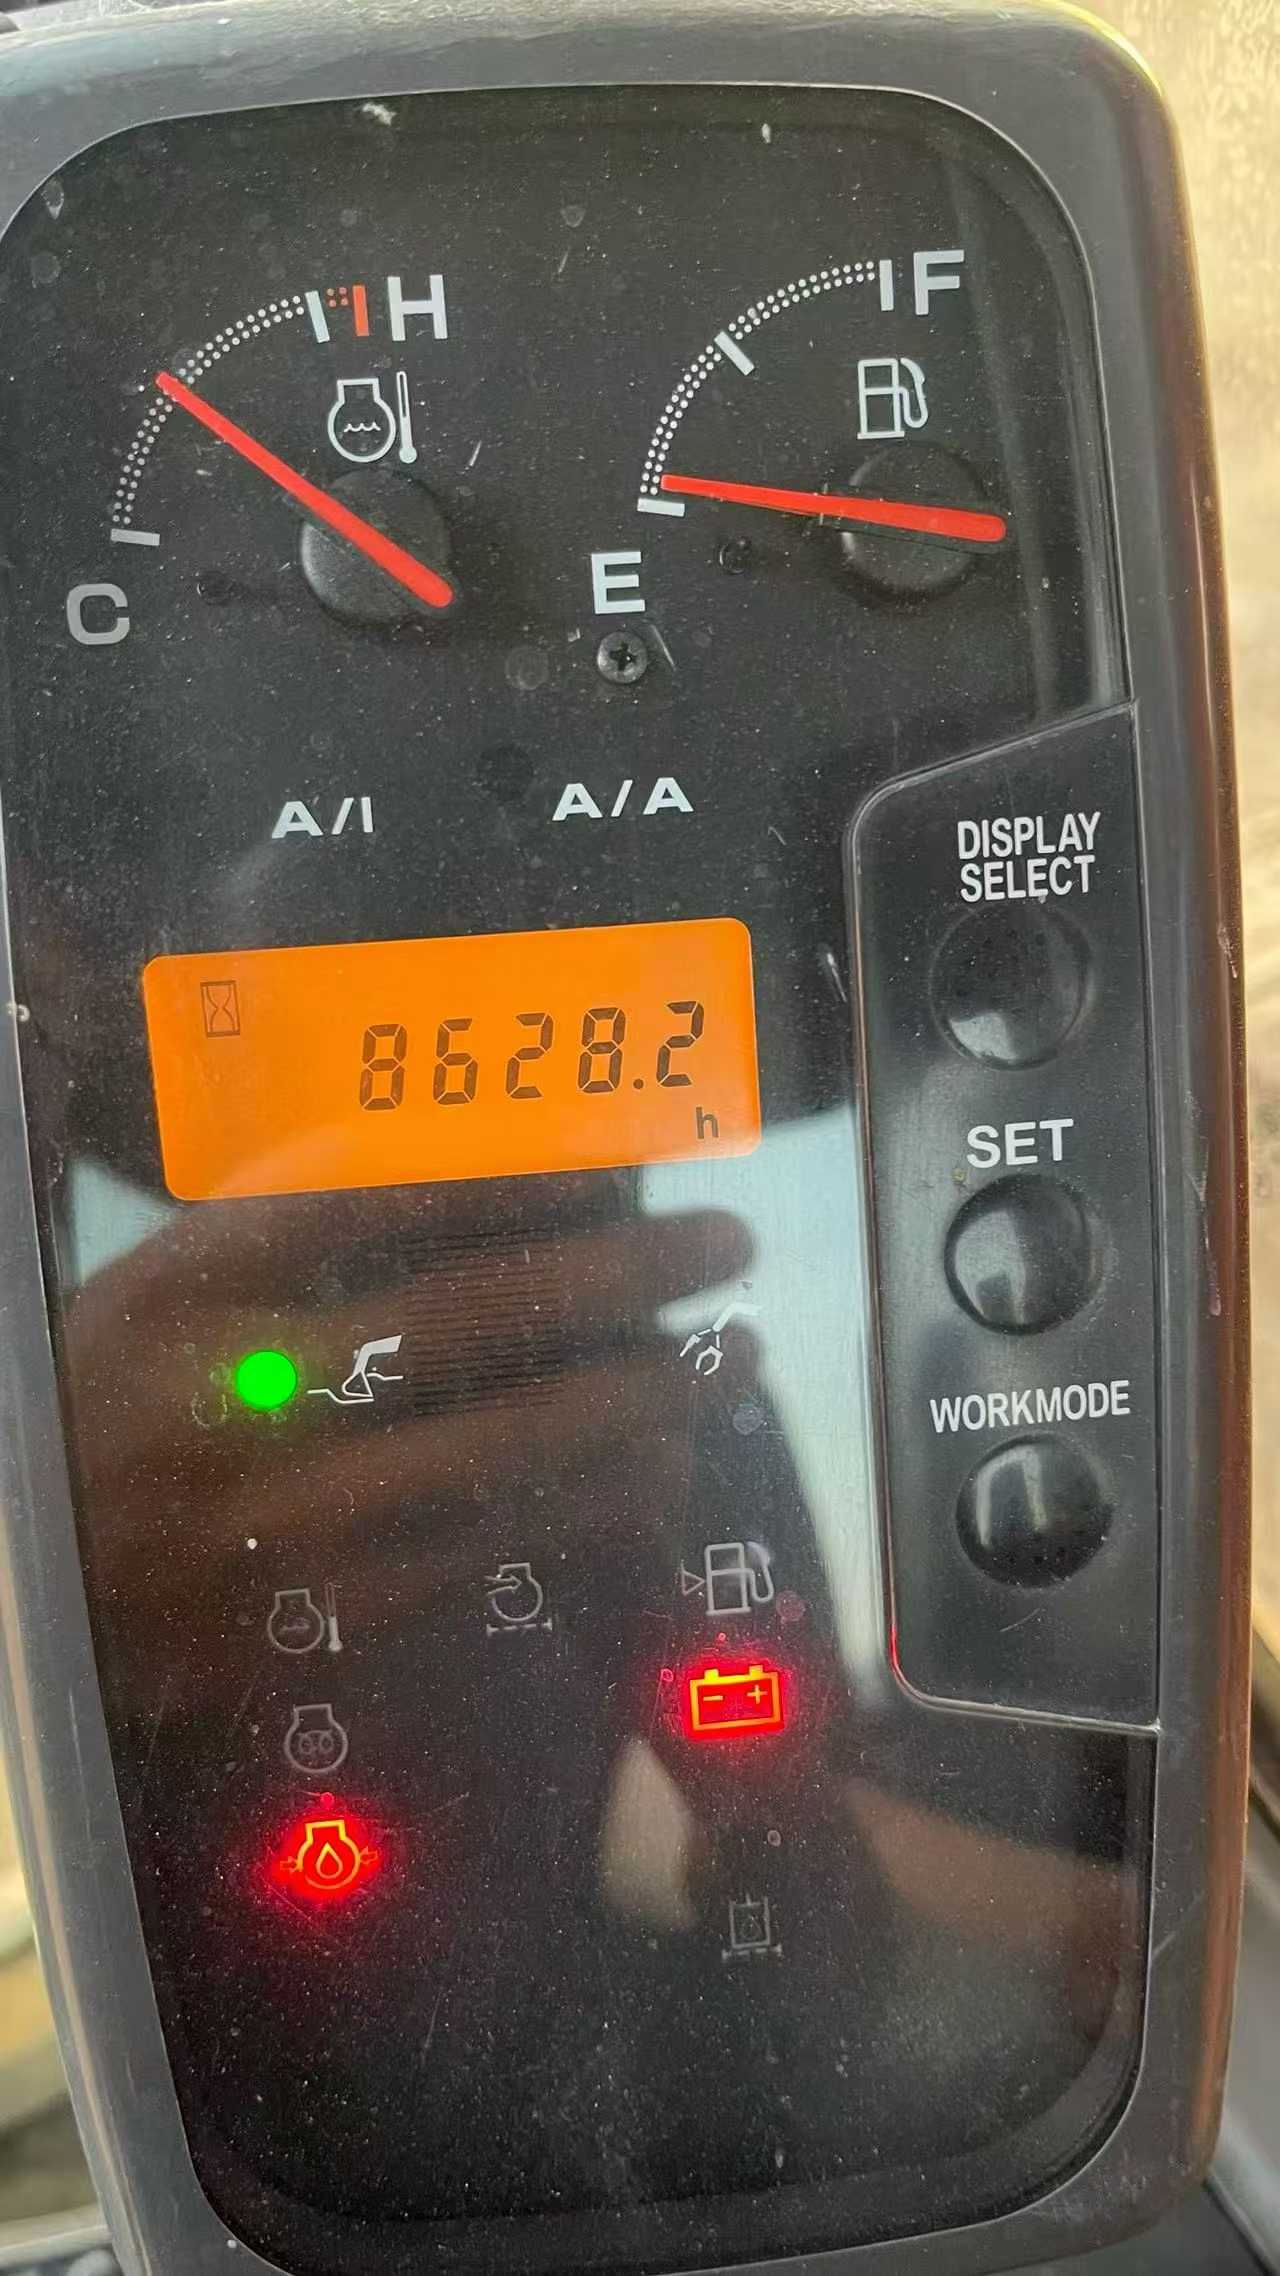 H
F
C
E
A/I
A/A
DISPLAY
SELECT
8628.2
h
SET
WORKMODE